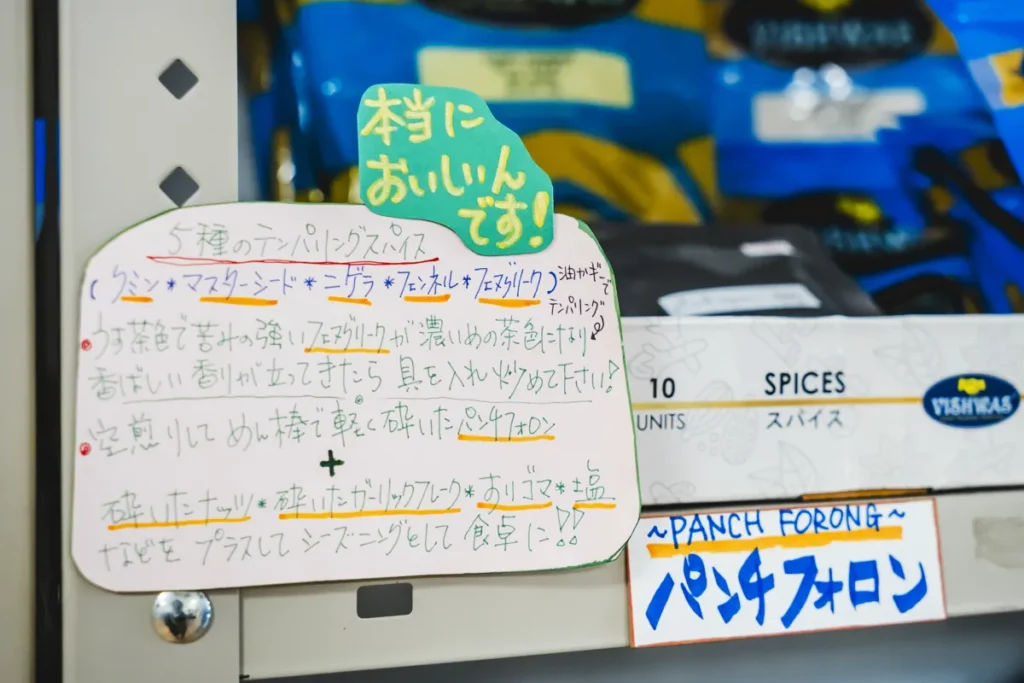 本当に
おいしいん
です!
5種のテンパリングスパイス
(クミン*マスターシード*ニゲラ*フェンネル*フェヌグリーク)油かギーで
テンパリング
うす茶色で苦みの強いフェヌグリークが濃いめの茶色になり
香ばしい香りが立ってきたら具を入れ炒めて下さい!
空煎りしてめん棒で軽く砕いたパンチフォロン
+
砕いたナッツ*砕いたガーリックフレーク*すりゴマ*塩
などをプラスしてシーズニングとして食卓に!!
10
UNITS
SPICES
スパイス
VISHWAS
~PANCH FORONG~
パンチフォロン
VISHWAS